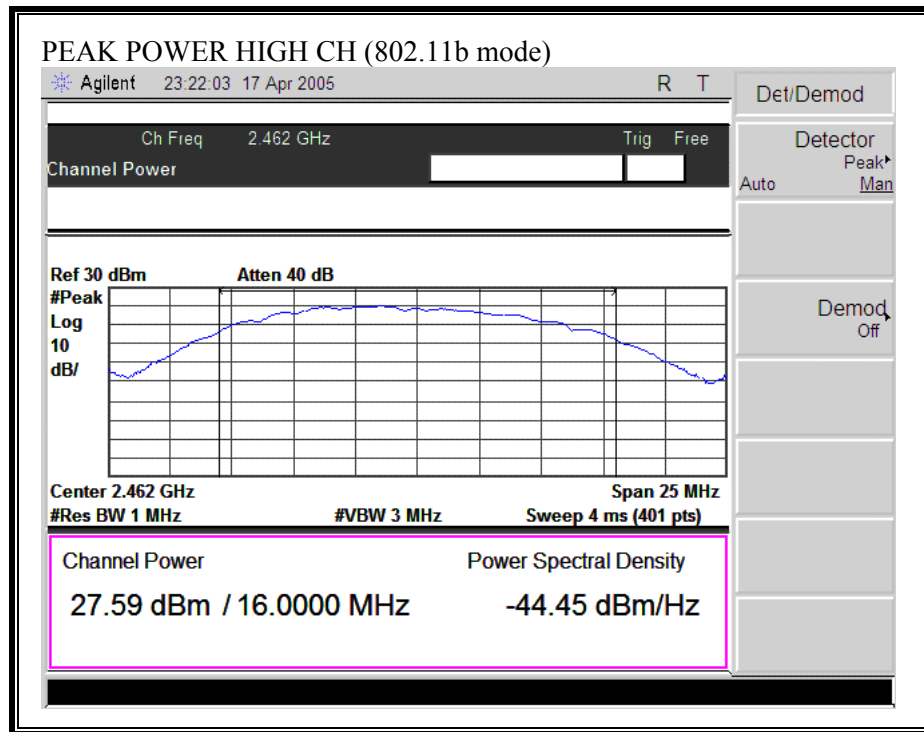 PEAK POWER HIGH CH (802.11b mode)
Agilent 23:22:03 17 Apr 2005 R T
Det/Demod
Ch Freq 2.462 GHz Trig Free
Channel Power
Detector
Peak
Auto Man
Ref 30 dBm Atten 40 dB
#Peak
Log
10
dB/
Demod
Off
Center 2.462 GHz Span 25 MHz
#Res BW 1 MHz #VBW 3 MHz Sweep 4 ms (401 pts)
Channel Power Power Spectral Density
27.59 dBm / 16.0000 MHz -44.45 dBm/Hz